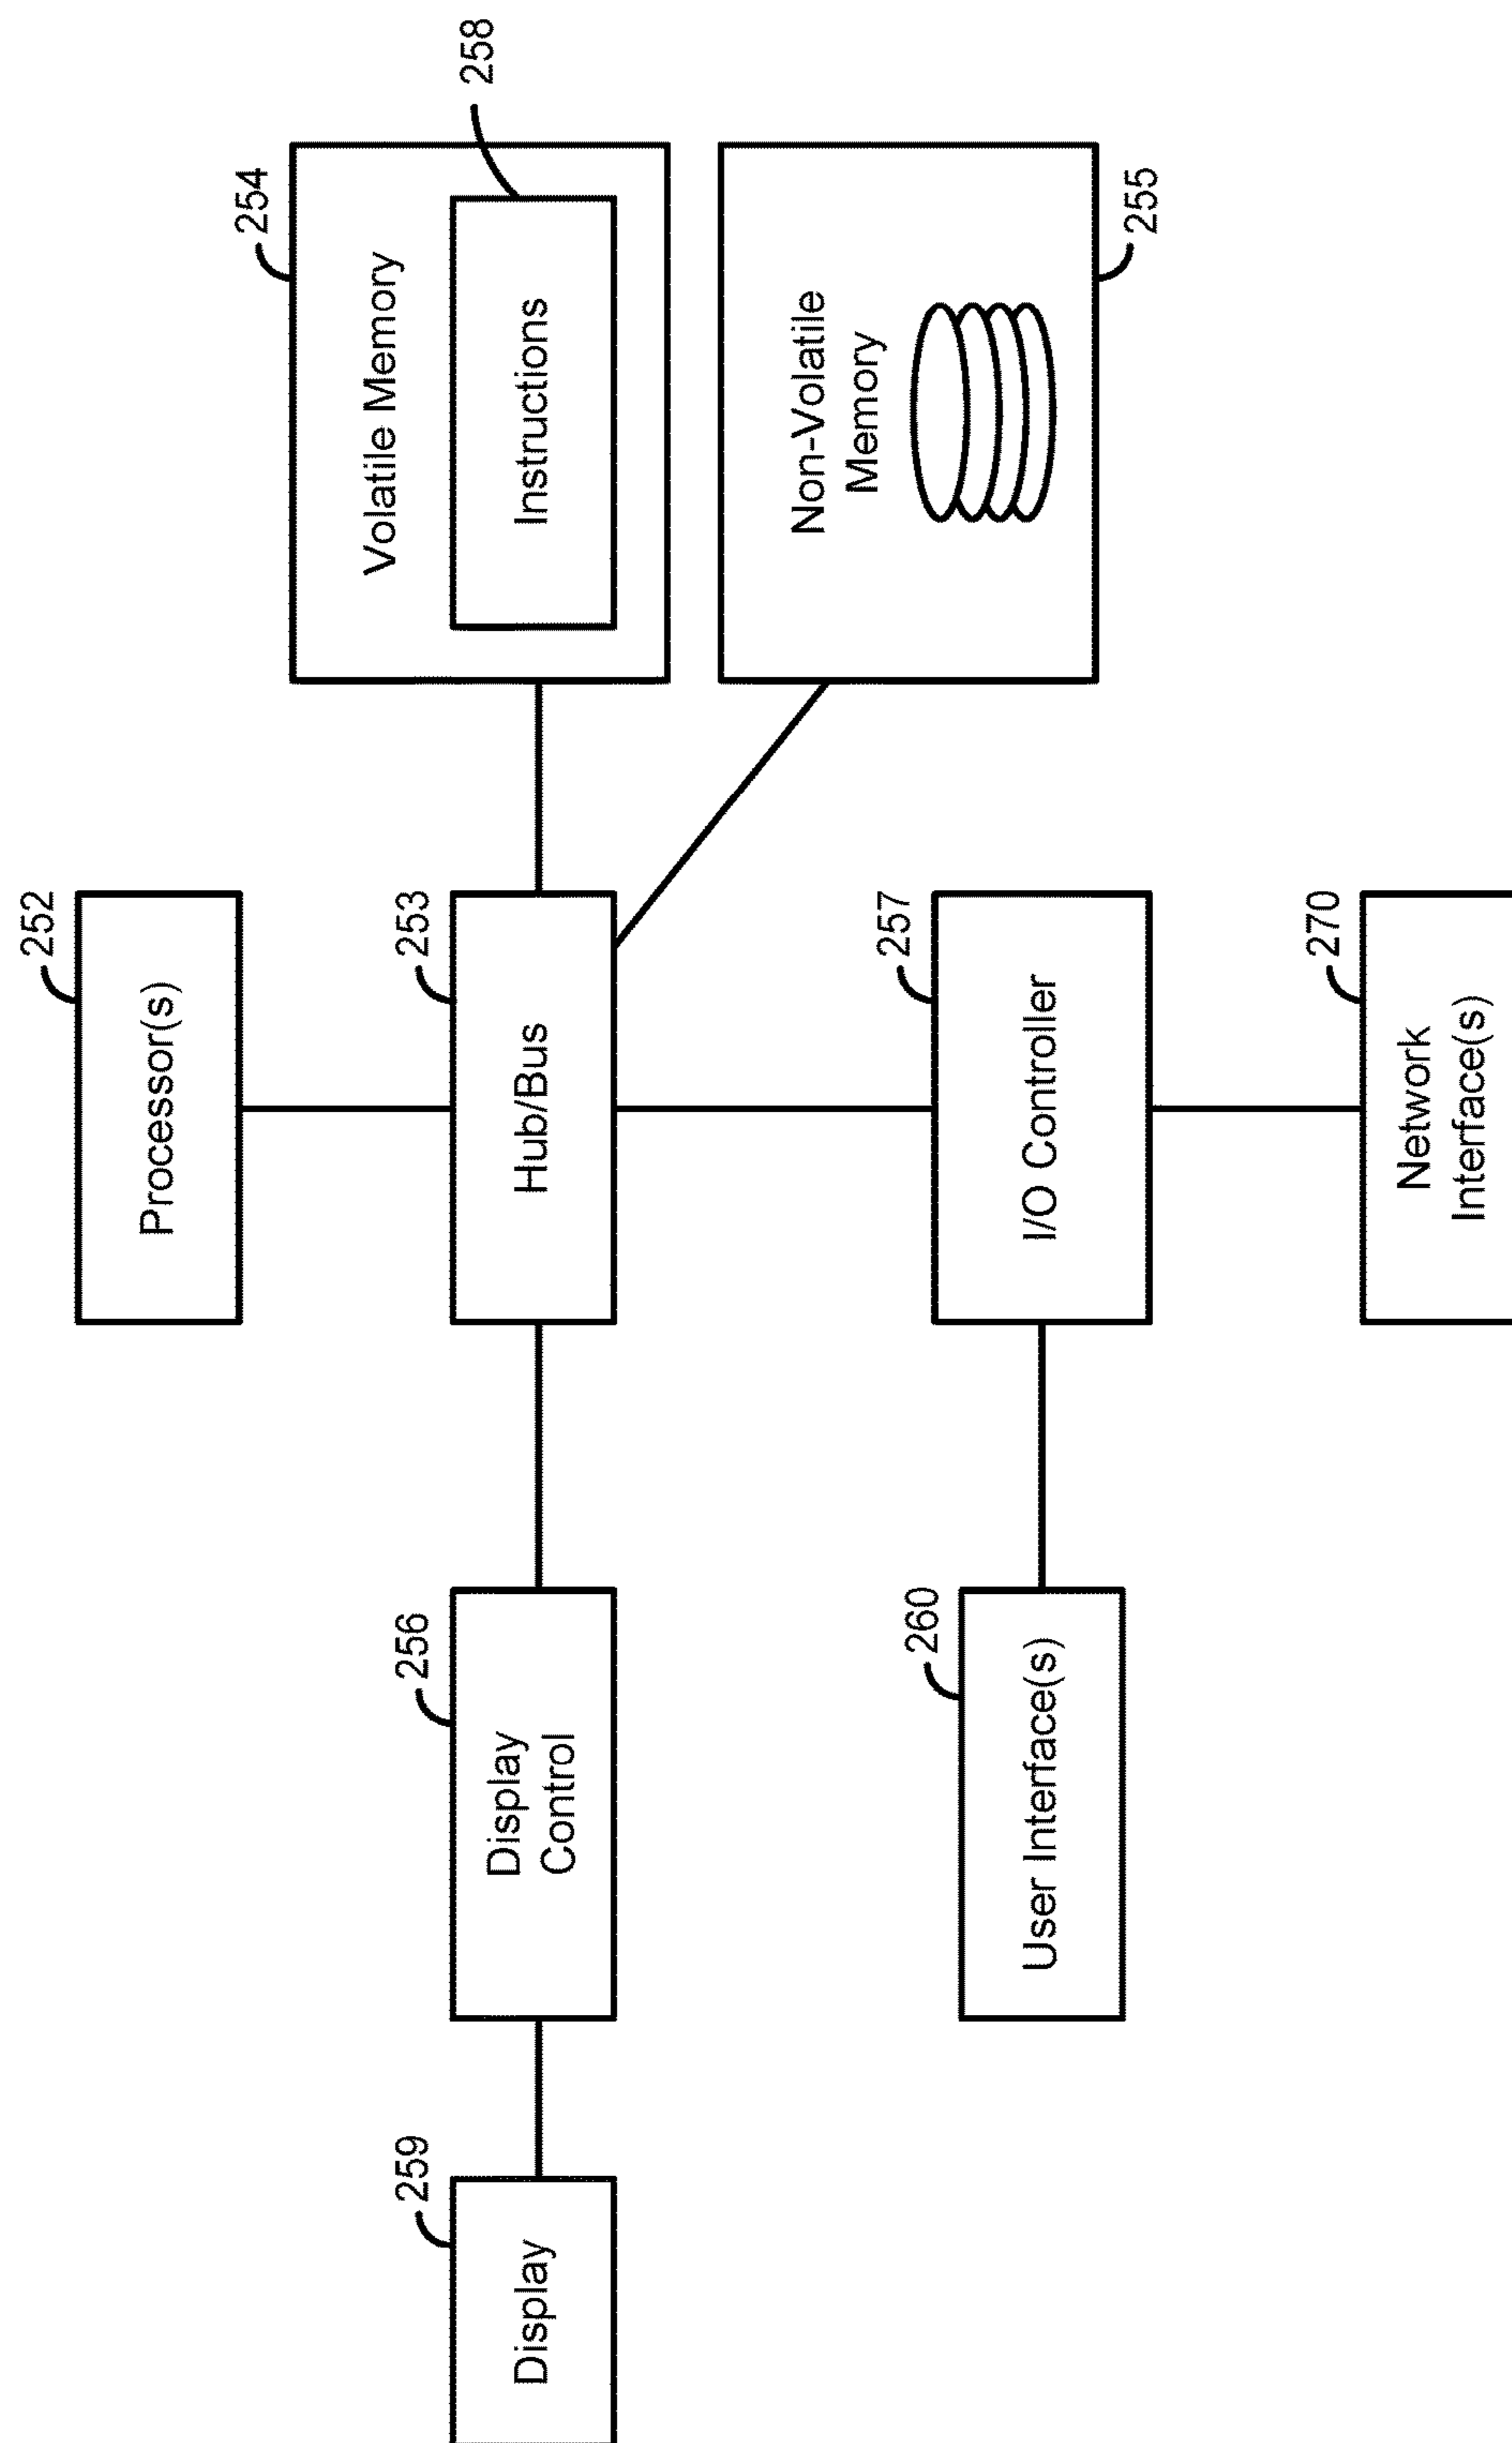 252
Processor(s)
254
Volatile Memory
258
Instructions
259
Display
256
Display
Control
253
Hub/Bus
Non-Volatile
Memory
255
260
User Interface(s)
257
I/O Controller
270
Network
Interface(s)